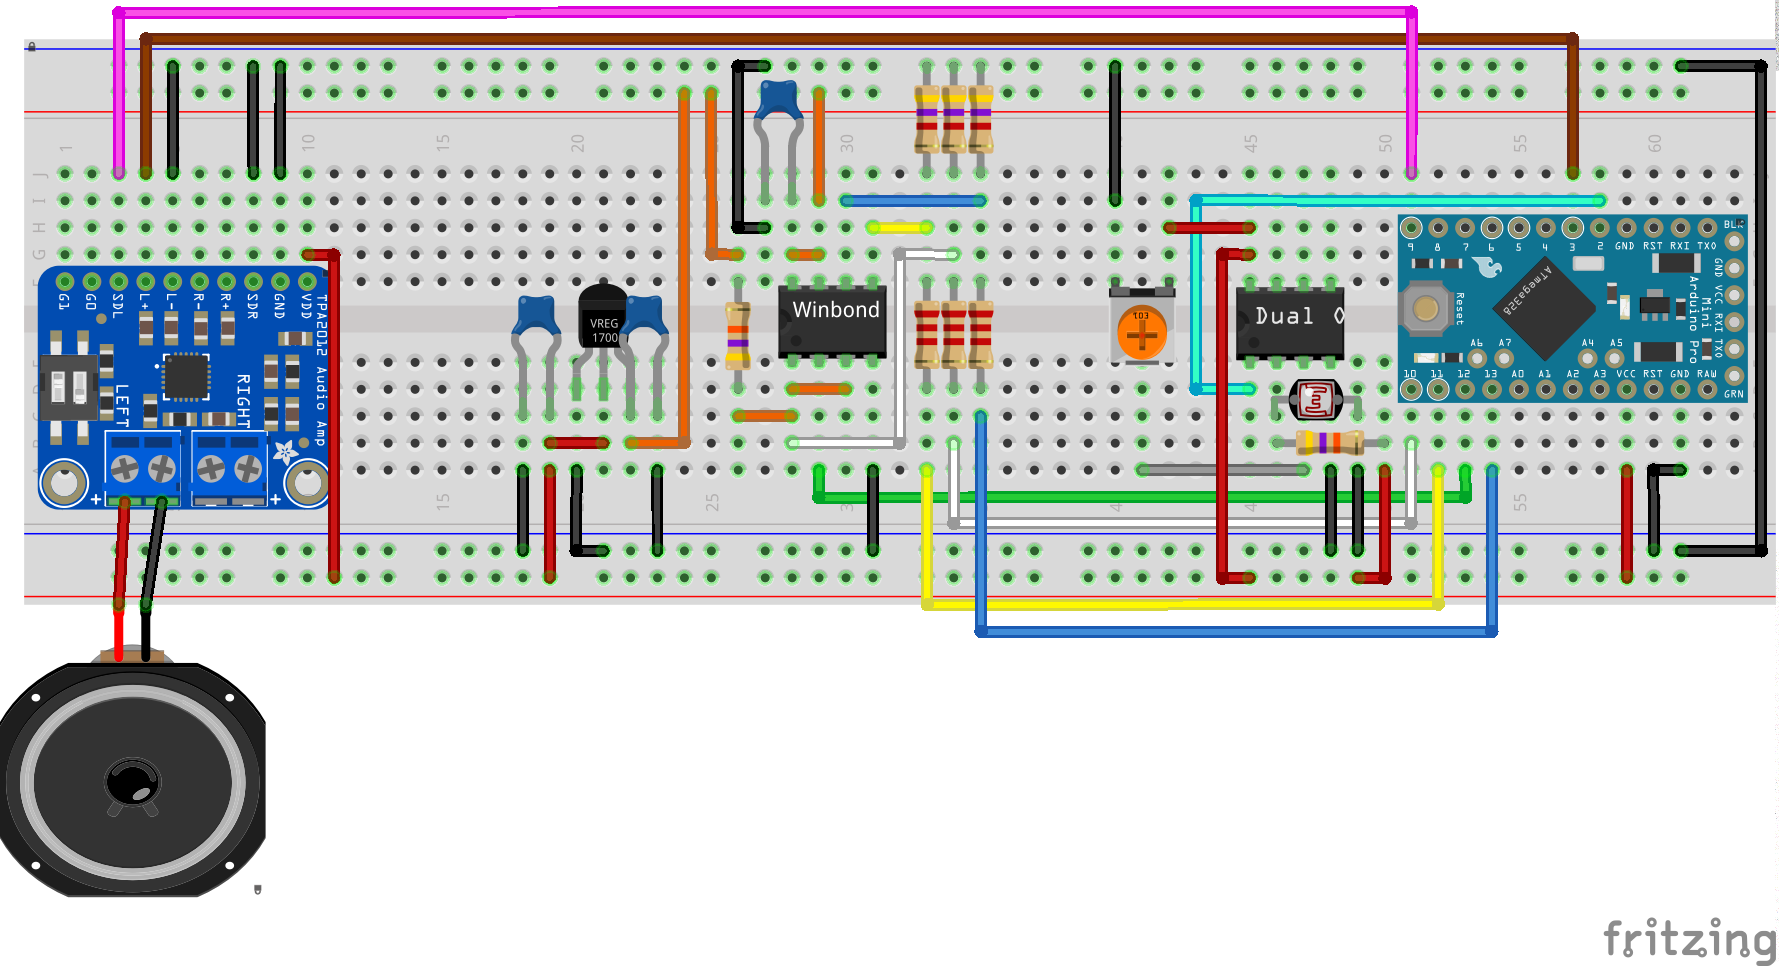 1
10
15
20
30
45
50
55
60
J
I
H
G
F
G1
G0
SDL
L+
L-
R-
R+
SDR
GND
VDD
TPA2012 Audio Amp
LEFT
RIGHT
+
+
VREG
1700
Winbond
103
Dual O
9
8
7
6
5
4
3
2
GND
RST
RXI
TXO
BLK
GND
VCC
RXI
TXO
GRN
Reset
ATmega328
Arduino Pro
Mini
A6
A7
A4
A5
10
11
12
13
A0
A1
A2
A3
VCC
RST
GND
RAW
E
D
C
B
A
15
25
55
fritzing